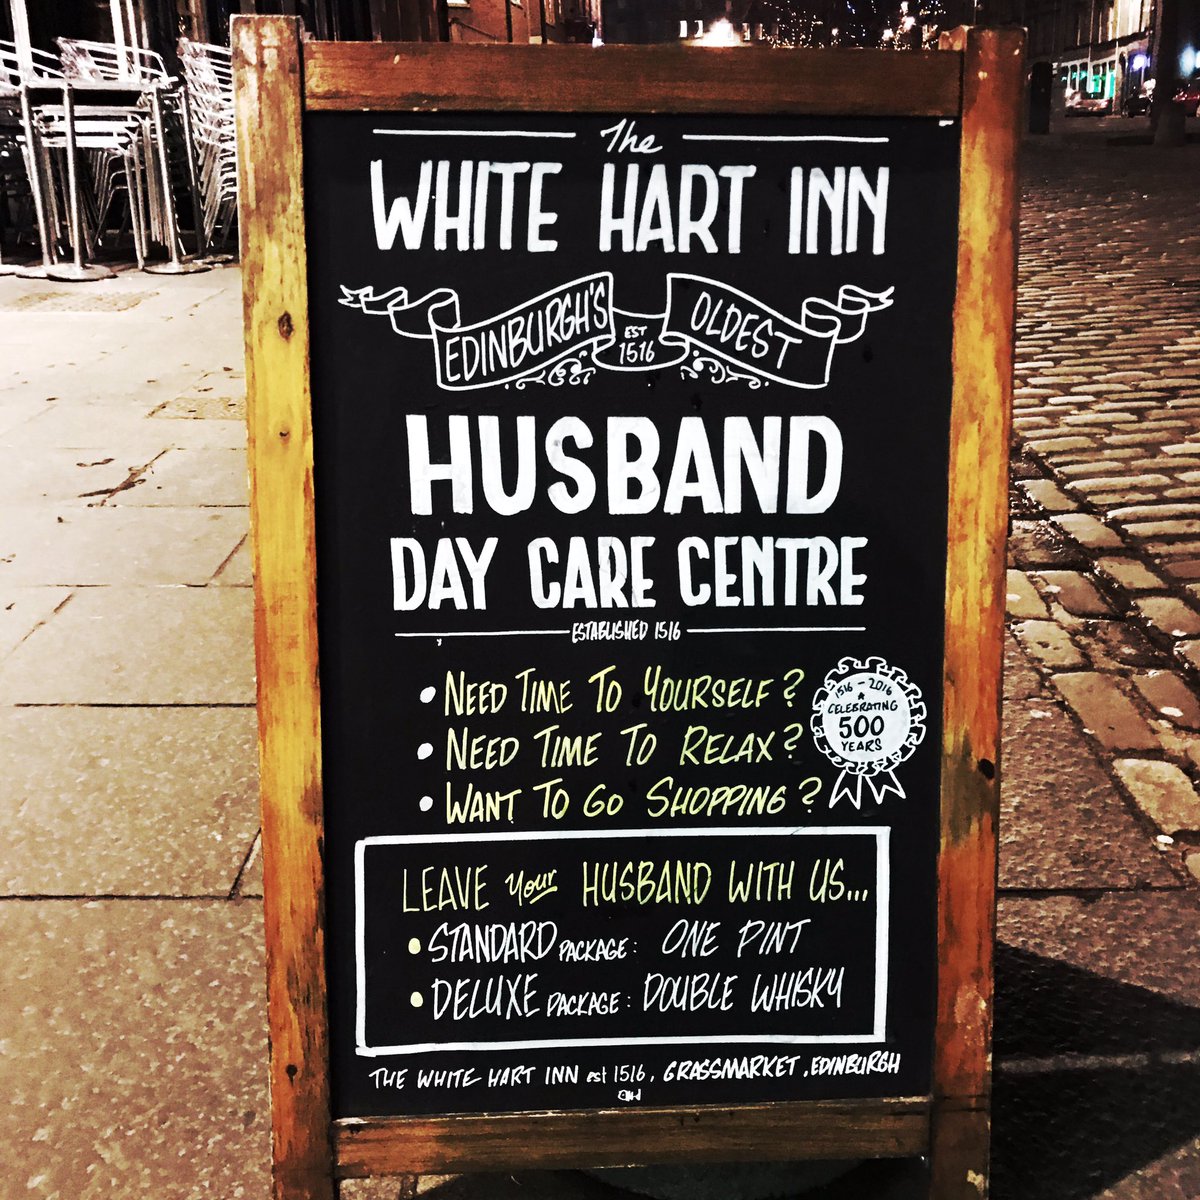 The
WHITE HART INN
EDINBURGH'S EST 1516 OLDEST
HUSBAND
DAY CARE CENTRE
ESTABLISHED 1516
• NEED TIME TO YOURSELF?
• NEED TIME TO RELAX?
• WANT TO GO SHOPPING?
1516 - 2016
CELEBRATING
500
YEARS
LEAVE your HUSBAND WITH US...
• STANDARD PACKAGE: ONE PINT
• DELUXE PACKAGE: DOUBLE WHISKY
THE WHITE HART INN est 1516, GRASSMARKET, EDINBURGH